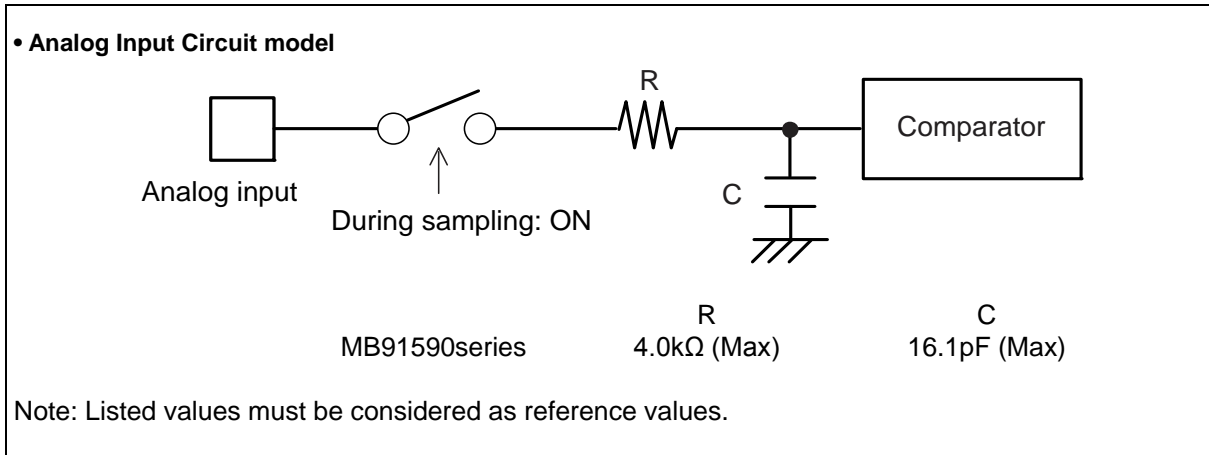 • Analog Input Circuit model
R
Comparator
Analog input
C
During sampling: ON
R C
MB91590series 4.0kΩ (Max) 16.1pF (Max)
Note: Listed values must be considered as reference values.